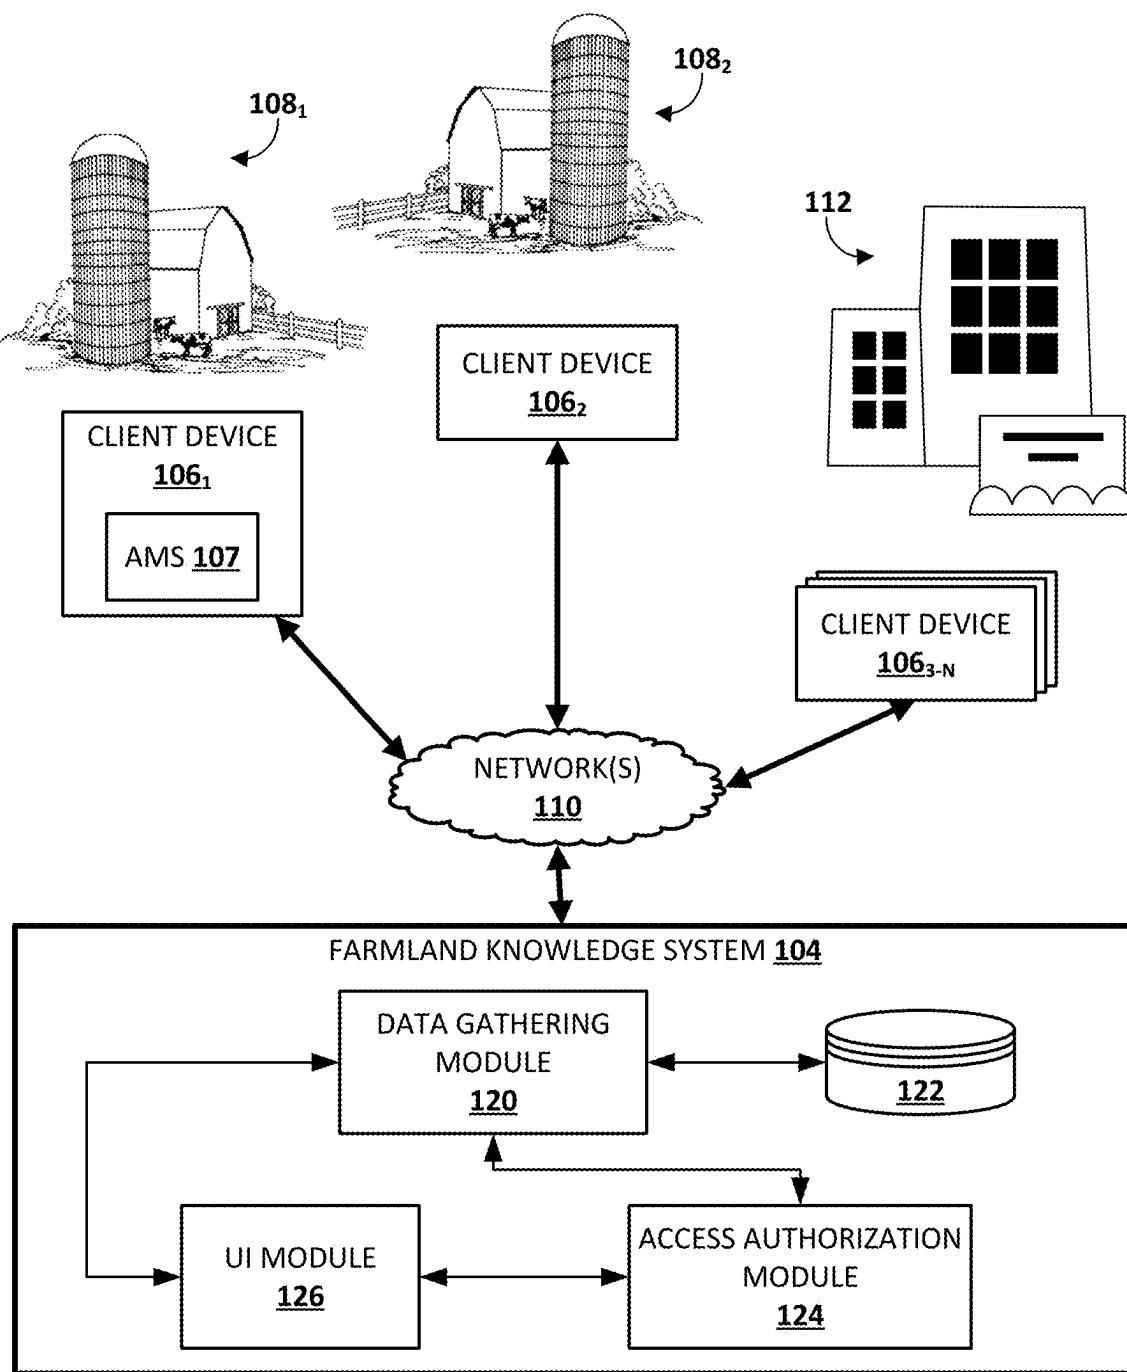 108₂
108₁
112
CLIENT DEVICE
106₂
CLIENT DEVICE
106₁
AMS 107
CLIENT DEVICE
106₃₋N
NETWORK(S)
110
FARMLAND KNOWLEDGE SYSTEM 104
DATA GATHERING
MODULE
120
122
UI MODULE
126
ACCESS AUTHORIZATION
MODULE
124